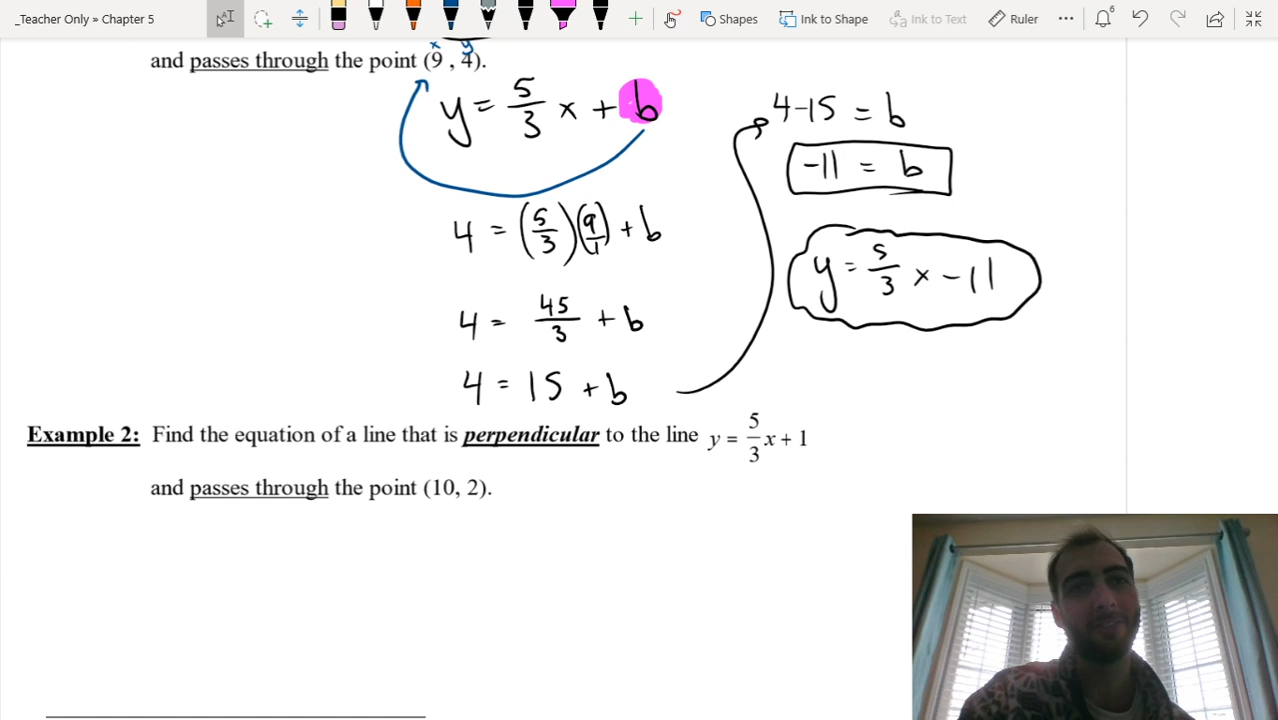 _Teacher Only » Chapter 5
Shapes
Ink to Shape
Ink to Text
Ruler
6
x y
and passes through the point (9 , 4).
y = 5/3 x + b
4 = (5/3)(9/1) + b
4 = 45/3 + b
4 = 15 + b
4-15 = b
-11 = b
y = 5/3 x - 11
Example 2: Find the equation of a line that is perpendicular to the line y = 5/3 x + 1
and passes through the point (10, 2).